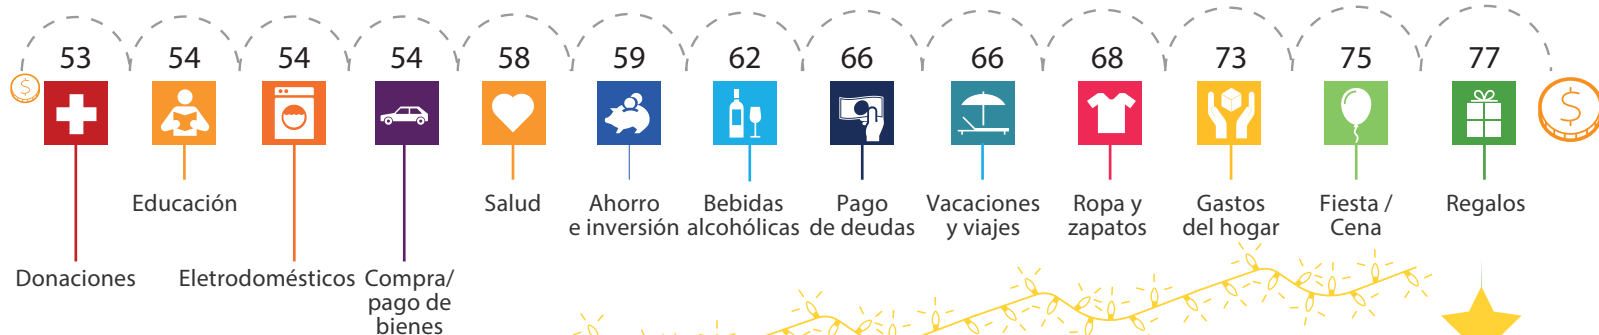 53 54 54 54 58 59 62 66 66 68 73 75 77
Donaciones
Educación
Eletrodomésticos
Compra/
pago de
bienes
Salud
Ahorro
e inversión
Bebidas
alcohólicas
Pago
de deudas
Vacaciones
y viajes
Ropa y
zapatos
Gastos
del hogar
Fiesta /
Cena
Regalos
$
$